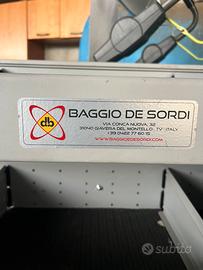 db
BAGGIO DE SORDI
VIA CONCA NUOVA, 32
31040 GIAVERA DEL MONTELLO - TV - ITALY
+39 0422 77 60 15
WWW.BAGGIODESORDI.COM
subito